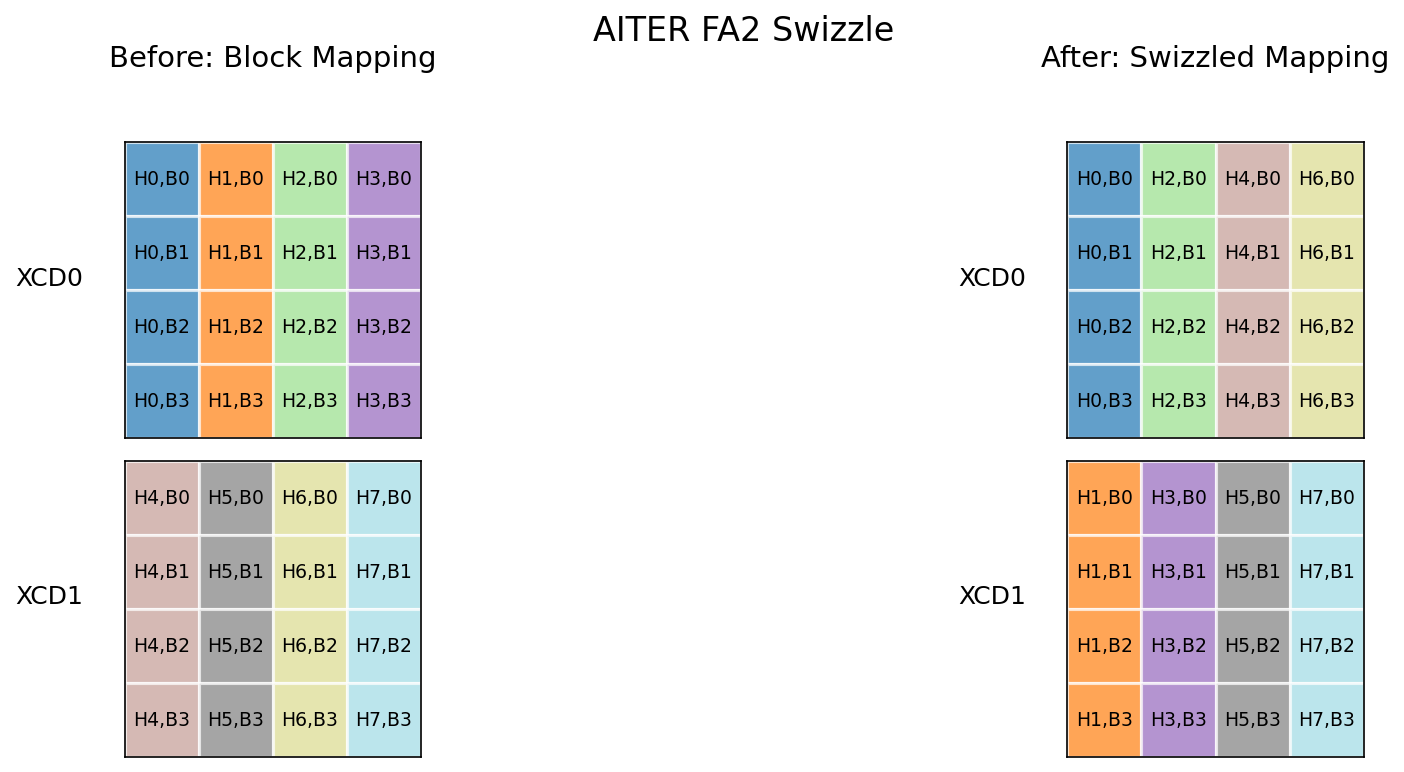 AITER FA2 Swizzle
Before: Block Mapping
XCD0
H0,B0 H1,B0 H2,B0 H3,B0
H0,B1 H1,B1 H2,B1 H3,B1
H0,B2 H1,B2 H2,B2 H3,B2
H0,B3 H1,B3 H2,B3 H3,B3
XCD1
H4,B0 H5,B0 H6,B0 H7,B0
H4,B1 H5,B1 H6,B1 H7,B1
H4,B2 H5,B2 H6,B2 H7,B2
H4,B3 H5,B3 H6,B3 H7,B3
After: Swizzled Mapping
XCD0
H0,B0 H2,B0 H4,B0 H6,B0
H0,B1 H2,B1 H4,B1 H6,B1
H0,B2 H2,B2 H4,B2 H6,B2
H0,B3 H2,B3 H4,B3 H6,B3
XCD1
H1,B0 H3,B0 H5,B0 H7,B0
H1,B1 H3,B1 H5,B1 H7,B1
H1,B2 H3,B2 H5,B2 H7,B2
H1,B3 H3,B3 H5,B3 H7,B3